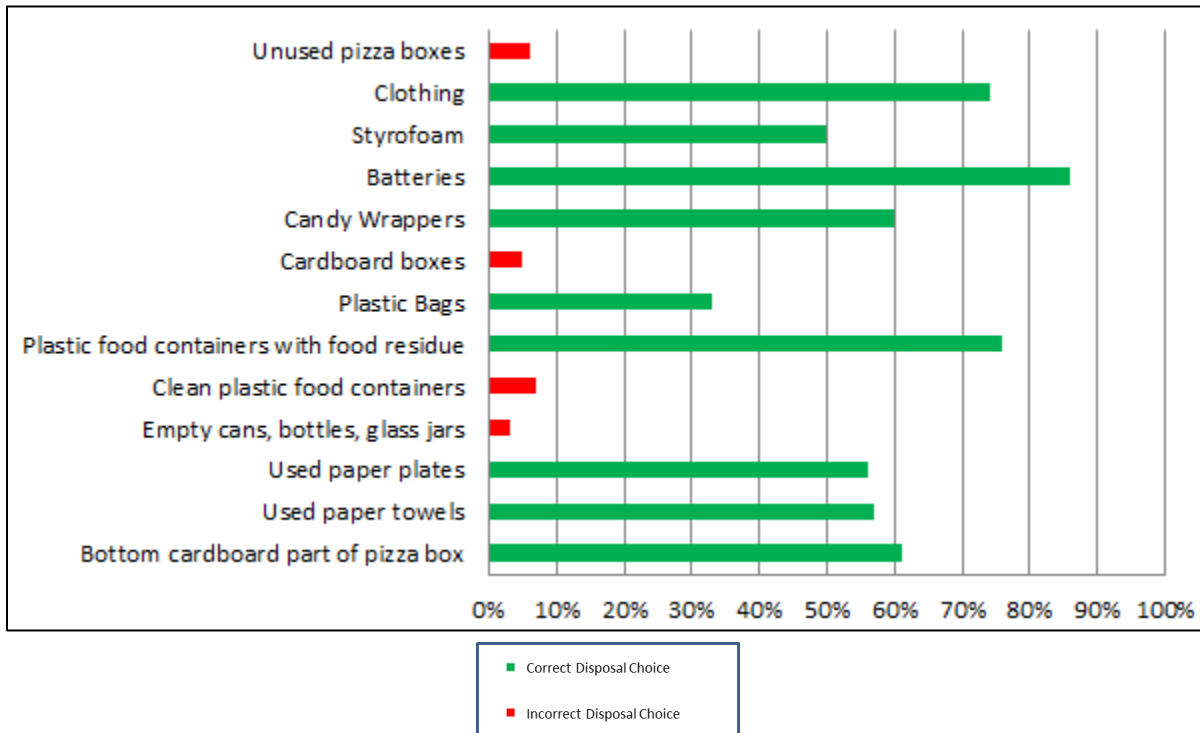 Unused pizza boxes
Clothing
Styrofoam
Batteries
Candy Wrappers
Cardboard boxes
Plastic Bags
Plastic food containers with food residue
Clean plastic food containers
Empty cans, bottles, glass jars
Used paper plates
Used paper towels
Bottom cardboard part of pizza box
0% 10% 20% 30% 40% 50% 60% 70% 80% 90% 100%
Correct Disposal Choice
Incorrect Disposal Choice